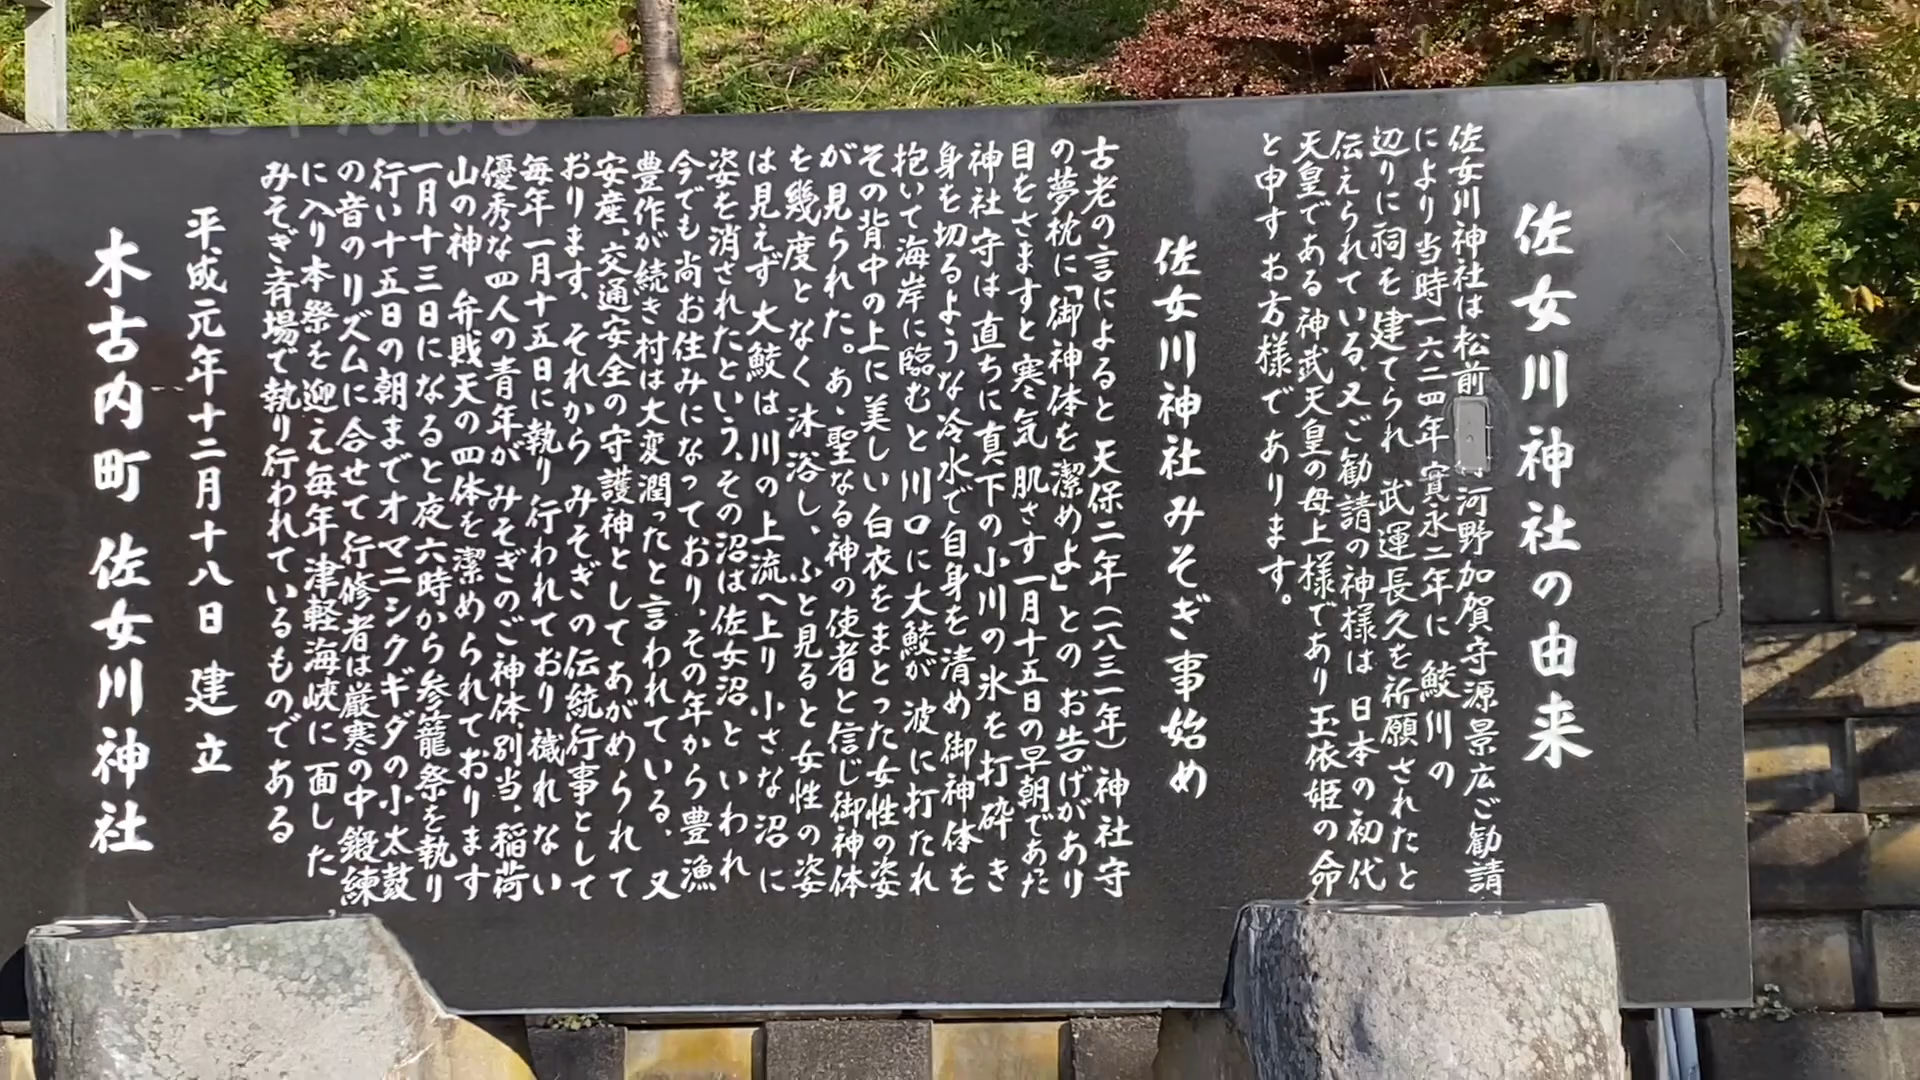 佐女川神社の由来
佐女川神社は松前 河野加賀守源景広ご勧請
により当時一六二四年寛永二年に 鮫川の
辺りに祠を建てられ 武運長久を祈願されたと
伝えられている、又ご勧請の神様は 日本の初代
天皇である神武天皇の母上様であり玉依姫の命
と申すお方様であります。
佐女川神社みそぎ事始め
古老の言によると 天保二年(一八三一年)神社守
の夢枕に「御神体を潔めよ」とのお告げがあり
目をさますと寒気 肌さす一月十五日の早朝であた
神社守は直ちに真下の小川の氷を打砕き
身を切るような冷水で自身を清め御神体を
抱いて海岸に臨むと川口に大鮫が 波に打たれ
その背中の上に美しい白衣をまとった女性の姿
が見られた。あゝ聖なる神の使者と信じ御神体
を幾度となく沐浴し、ふと見ると女性の姿
は見えず大鮫は川の上流へ上り小さな沼に
姿を消されたという、その沼は佐女沼といわれ
今でも尚お住みになっており、その年から豊漁
豊作が続き村は大変潤ったと言われている、又
安産、交通安全の守護神としてあがめられて
おります、それから みそぎの伝統行事として
毎年一月十五日に執り行われており 穢れない
優秀な四人の青年が みそぎのご神体、別当、稲荷
山の神 弁戝天の四体を潔められております
一月十三日になると夜六時から参籠祭を執り
行い十五日の朝までオマニシクギダの小太鼓
の音のリズムに合せて行修者は厳寒の中 鍛練
に入り本祭を迎え毎年津軽海峡に面した
みそぎ斉場で執り行われているものである
平成元年十二月十八日 建立
木古内町 佐女川神社